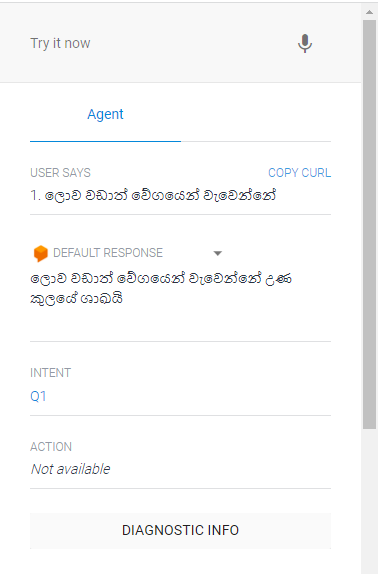 Try it now
Agent
USER SAYS COPY CURL
1. ලොව වඩාත් වේගයෙන් වැවෙන්නේ
DEFAULT RESPONSE
ලොව වඩාත් වේගයෙන් වැවෙන්නේ උණ
කුලයේ ශාඛයි
INTENT
Q1
ACTION
Not available
DIAGNOSTIC INFO